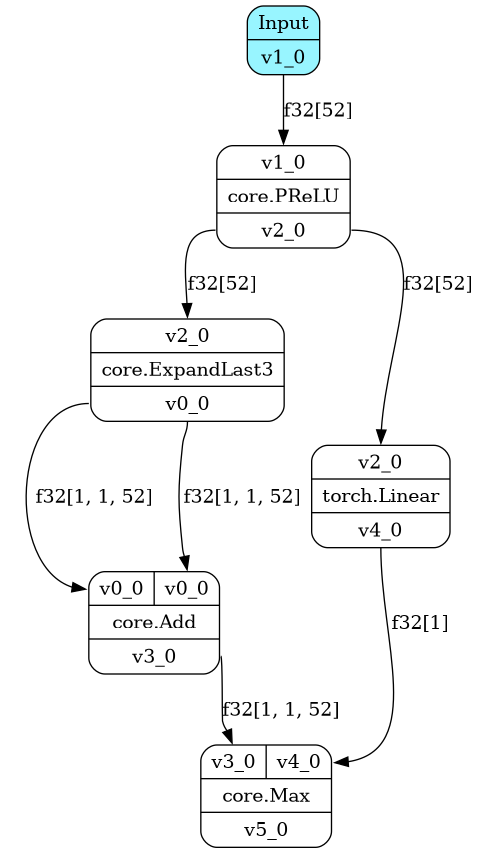 Input
v1_0
f32[52]
v1_0
core.PReLU
v2_0
f32[52] f32[52]
v2_0
core.ExpandLast3
v0_0
v2_0
torch.Linear
v4_0
f32[1, 1, 52] f32[1, 1, 52]
v0_0 v0_0
core.Add
v3_0
f32[1]
f32[1, 1, 52]
v3_0 v4_0
core.Max
v5_0